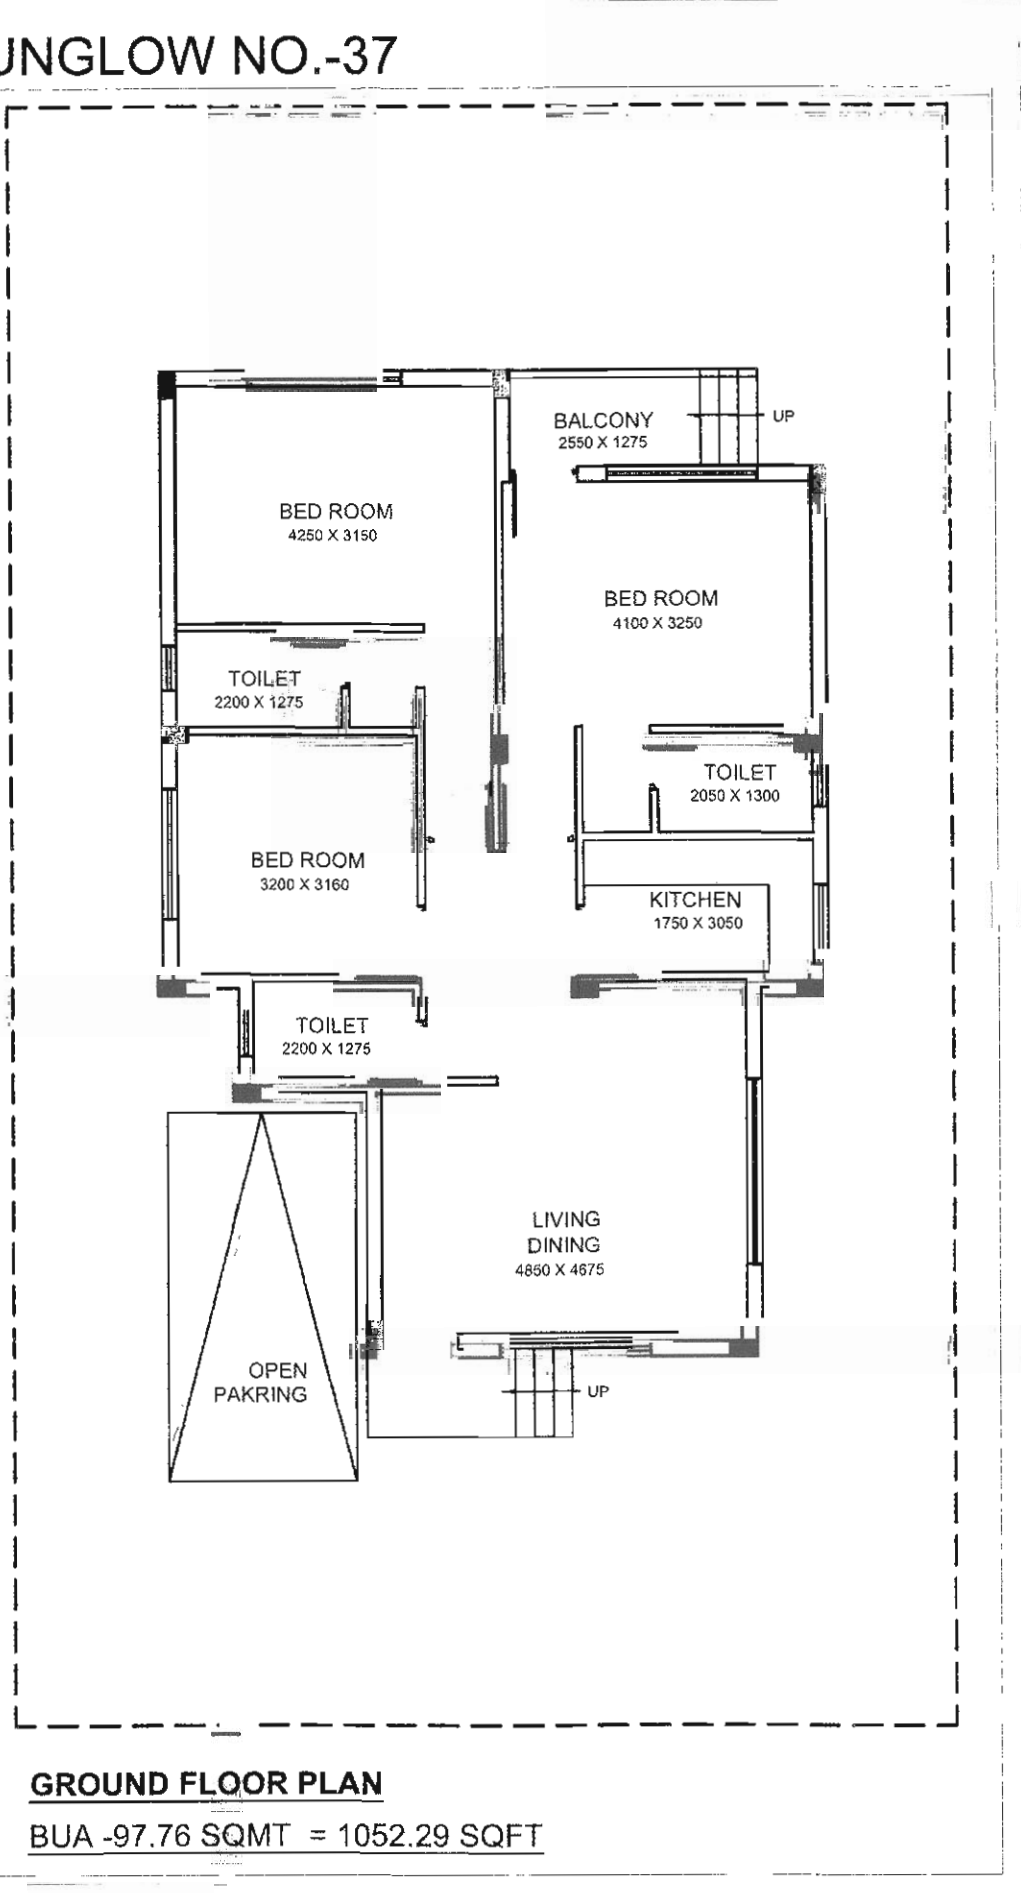 UNGLOW NO.-37
BALCONY
2550 X 1275
UP
BED ROOM
4250 X 3150
BED ROOM
4100 X 3250
TOILET
2200 X 1275
TOILET
2050 X 1300
BED ROOM
3200 X 3160
KITCHEN
1750 X 3050
TOILET
2200 X 1275
LIVING
DINING
4850 X 4675
OPEN
PAKRING
UP
GROUND FLOOR PLAN
BUA -97.76 SQMT = 1052.29 SQFT